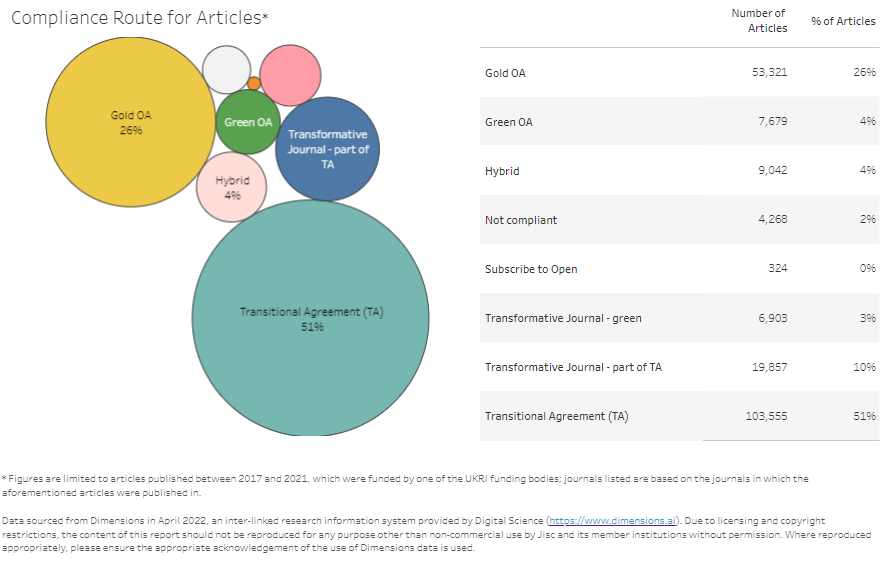 Compliance Route for Articles*
Gold OA
26%
Green OA
Transformative
Journal - part of
TA
Hybrid
4%
Transitional Agreement (TA)
51%
Number of
Articles
% of Articles
Gold OA 53,321 26%
Green OA 7,679 4%
Hybrid 9,042 4%
Not compliant 4,268 2%
Subscribe to Open 324 0%
Transformative Journal - green 6,903 3%
Transformative Journal - part of TA 19,857 10%
Transitional Agreement (TA) 103,555 51%
* Figures are limited to articles published between 2017 and 2021, which were funded by one of the UKRI funding bodies; journals listed are based on the journals in which the
aforementioned articles were published in.
Data sourced from Dimensions in April 2022, an inter-linked research information system provided by Digital Science (https://www.dimensions.ai). Due to licensing and copyright
restrictions, the content of this report should not be reproduced for any purpose other than non-commercial use by Jisc and its member institutions without permission. Where reproduced
appropriately, please ensure the appropriate acknowledgement of the use of Dimensions data is used.